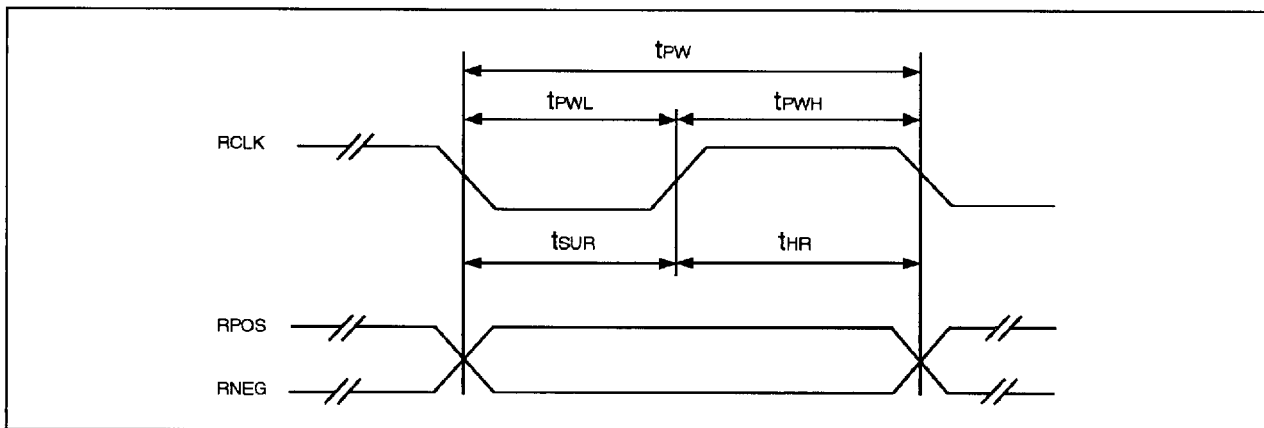 tPW
tPWL tPWH
RCLK
tSUR tHR
RPOS
RNEG